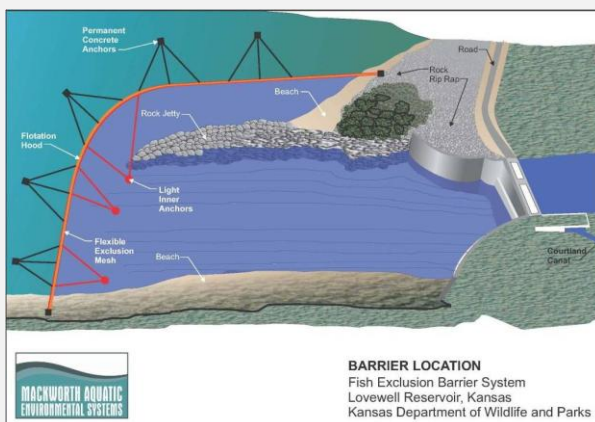 Permanent
Concrete
Anchors
Road
Rock
Rip Rap
Beach
Rock Jetty
Flotation
Hood
Light
Inner
Anchors
Flexible
Exclusion
Mesh
Beach
Courtland
Canal
MACKWORTH AQUATIC
ENVIRONMENTAL SYSTEMS
BARRIER LOCATION
Fish Exclusion Barrier System
Lovewell Reservoir, Kansas
Kansas Department of Wildlife and Parks